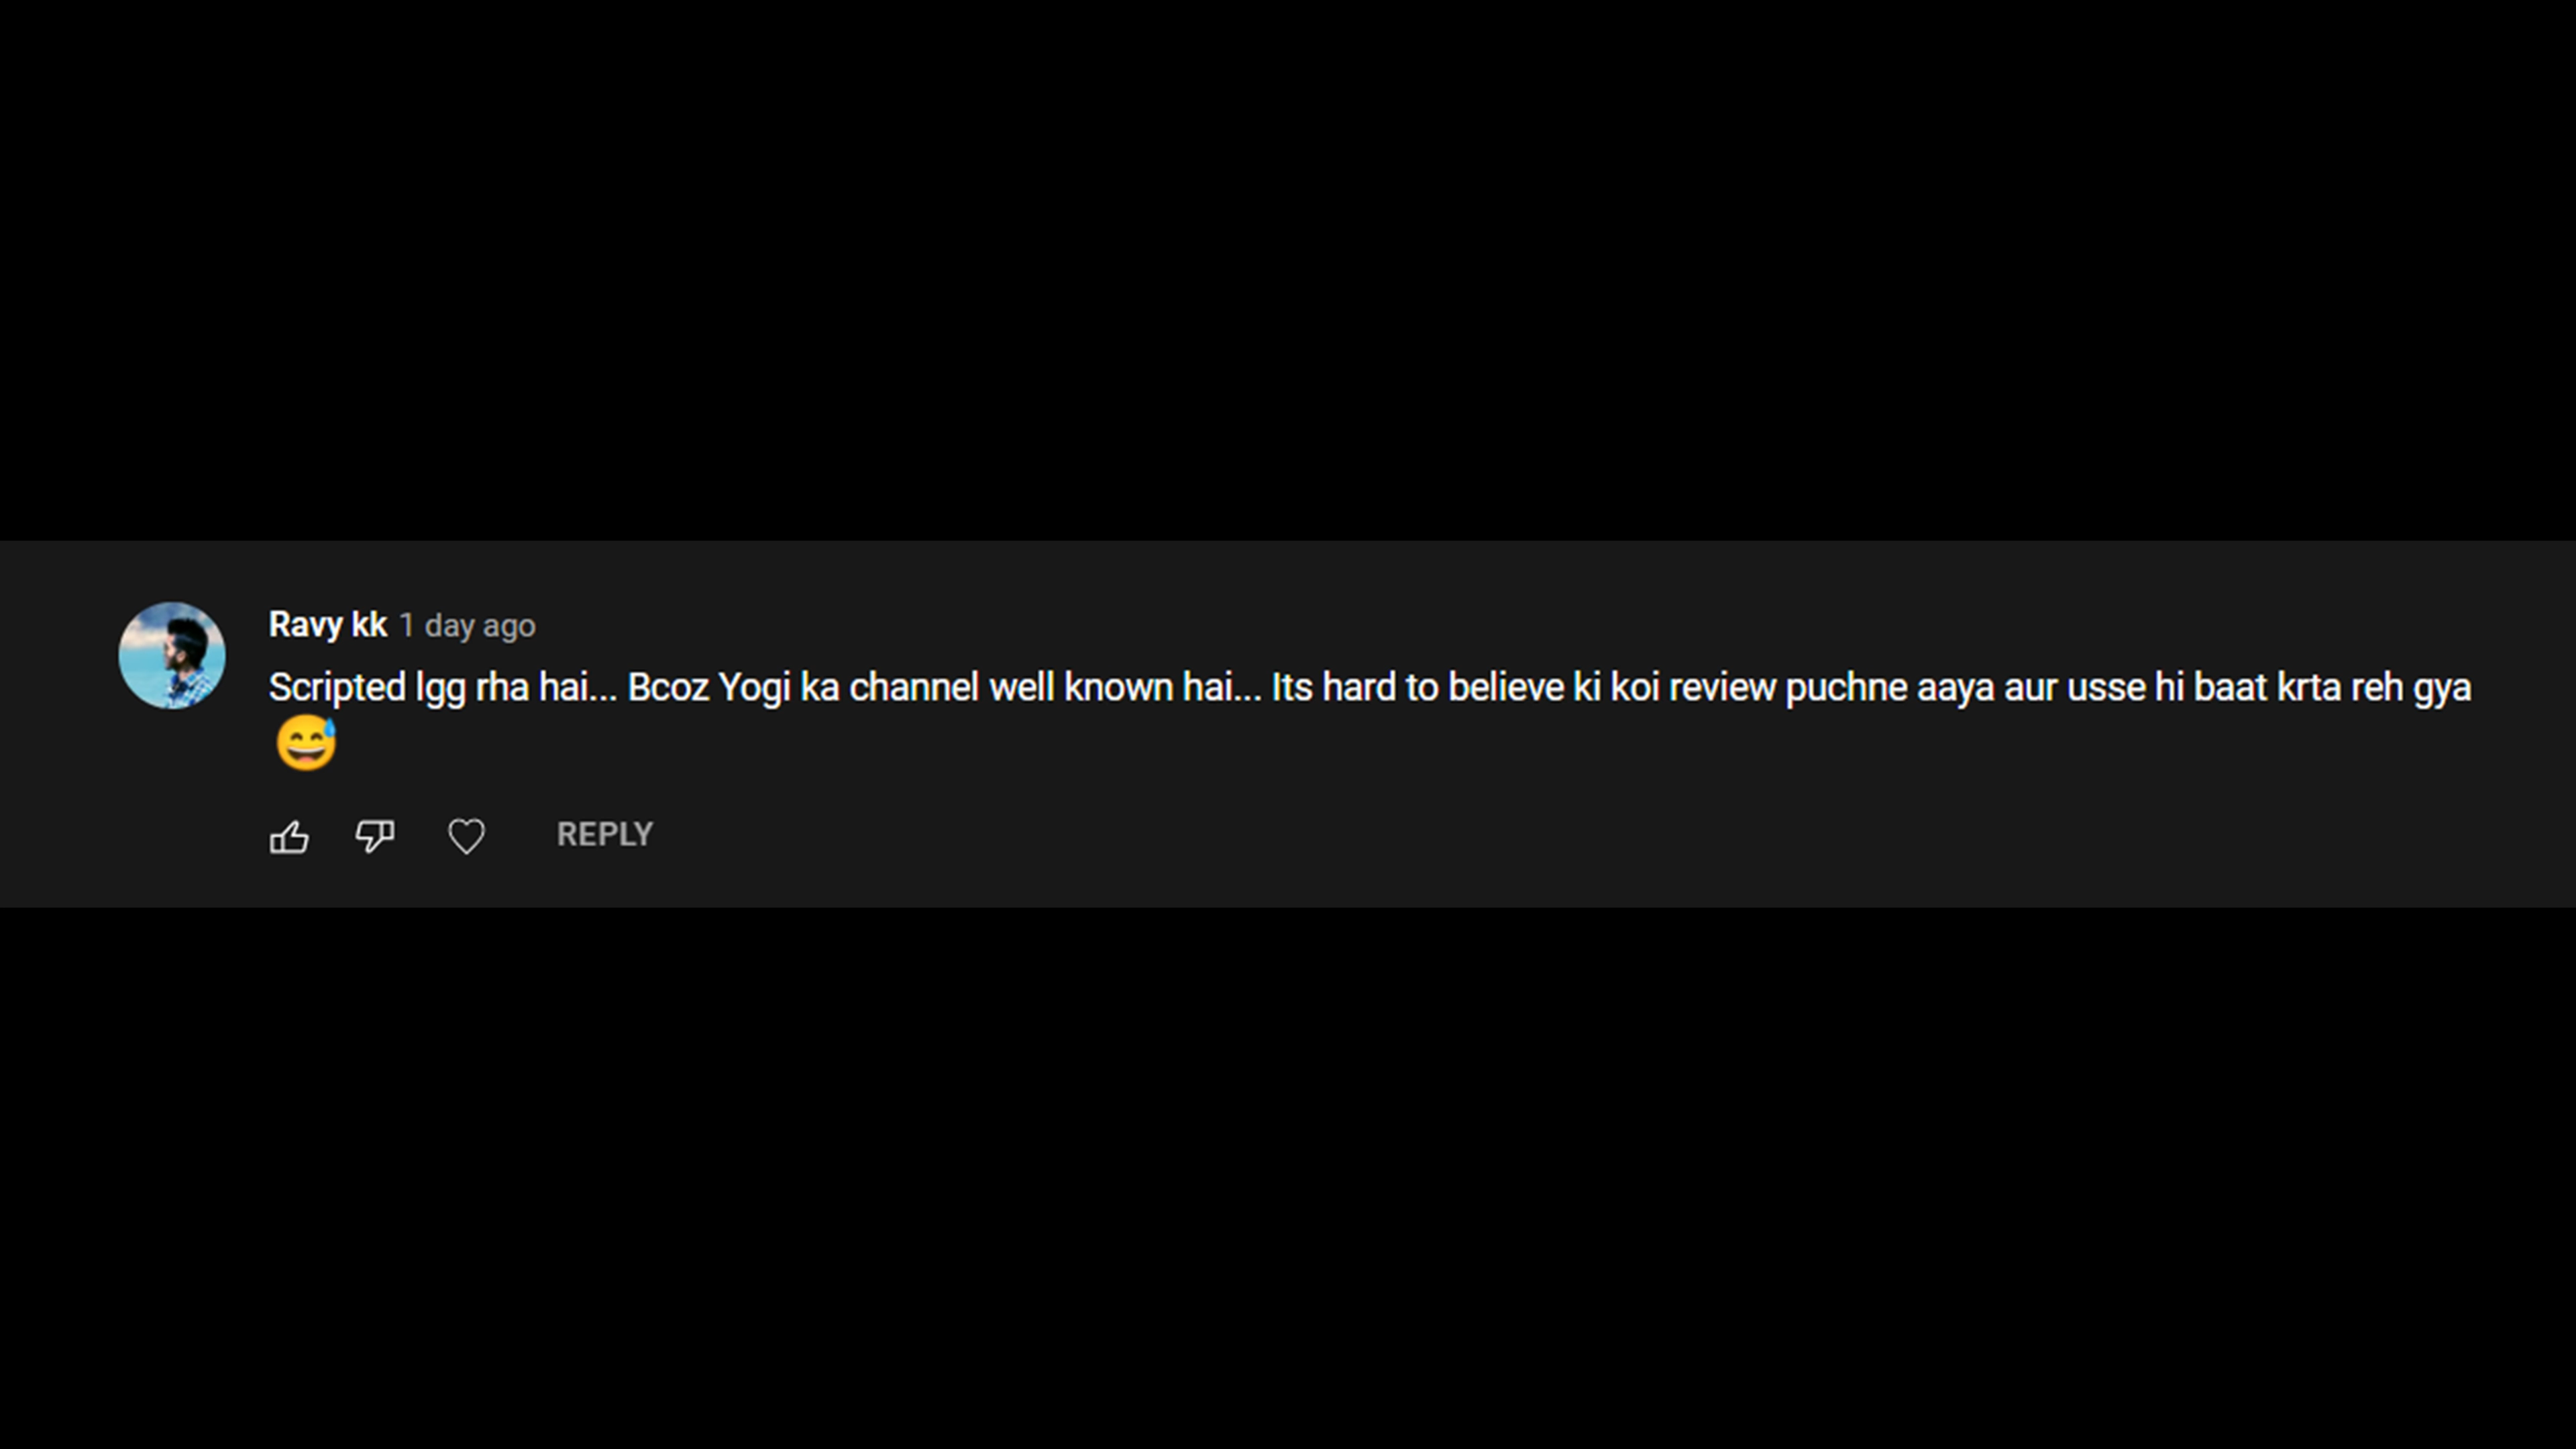 Ravy kk 1 day ago
Scripted lgg rha hai... Bcoz Yogi ka channel well known hai... Its hard to believe ki koi review puchne aaya aur usse hi baat krta reh gya
😅
REPLY